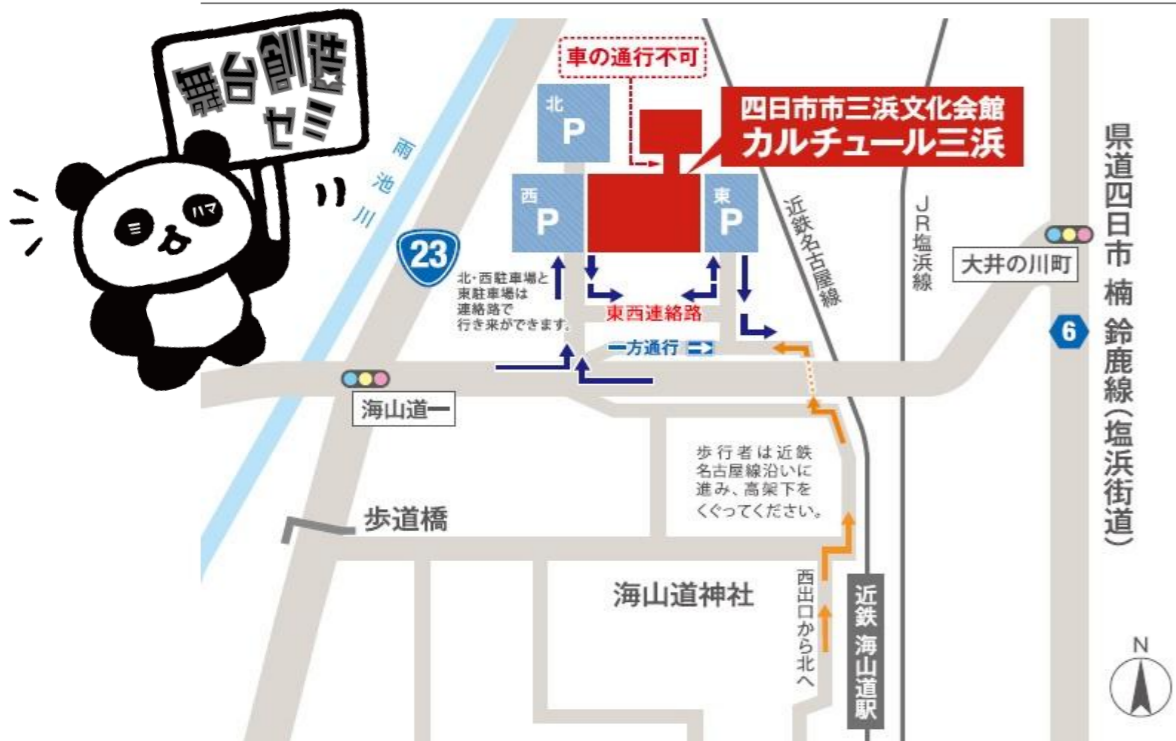 舞台創造
ゼミ
ミ
ハマ
車の通行不可
四日市市三浜文化会館
カルチュール三浜
北
P
西
P
東
P
雨池川
23
北・西駐車場と
東駐車場は
連絡路で
行き来ができます。
東西連絡路
一方通行
近鉄名古屋線
JR塩浜線
大井の川町
6
県道四日市 楠 鈴鹿線(塩浜街道)
海山道一
歩行者は近鉄
名古屋線沿いに
進み、高架下を
くぐってください。
歩道橋
海山道神社
西出口から北へ
近鉄 海山道駅
N